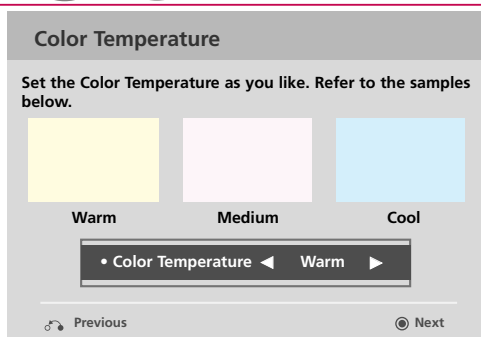 Color Temperature
Set the Color Temperature as you like. Refer to the samples
below.
Warm Medium Cool
• Color Temperature ◀ Warm ▶
Previous Next